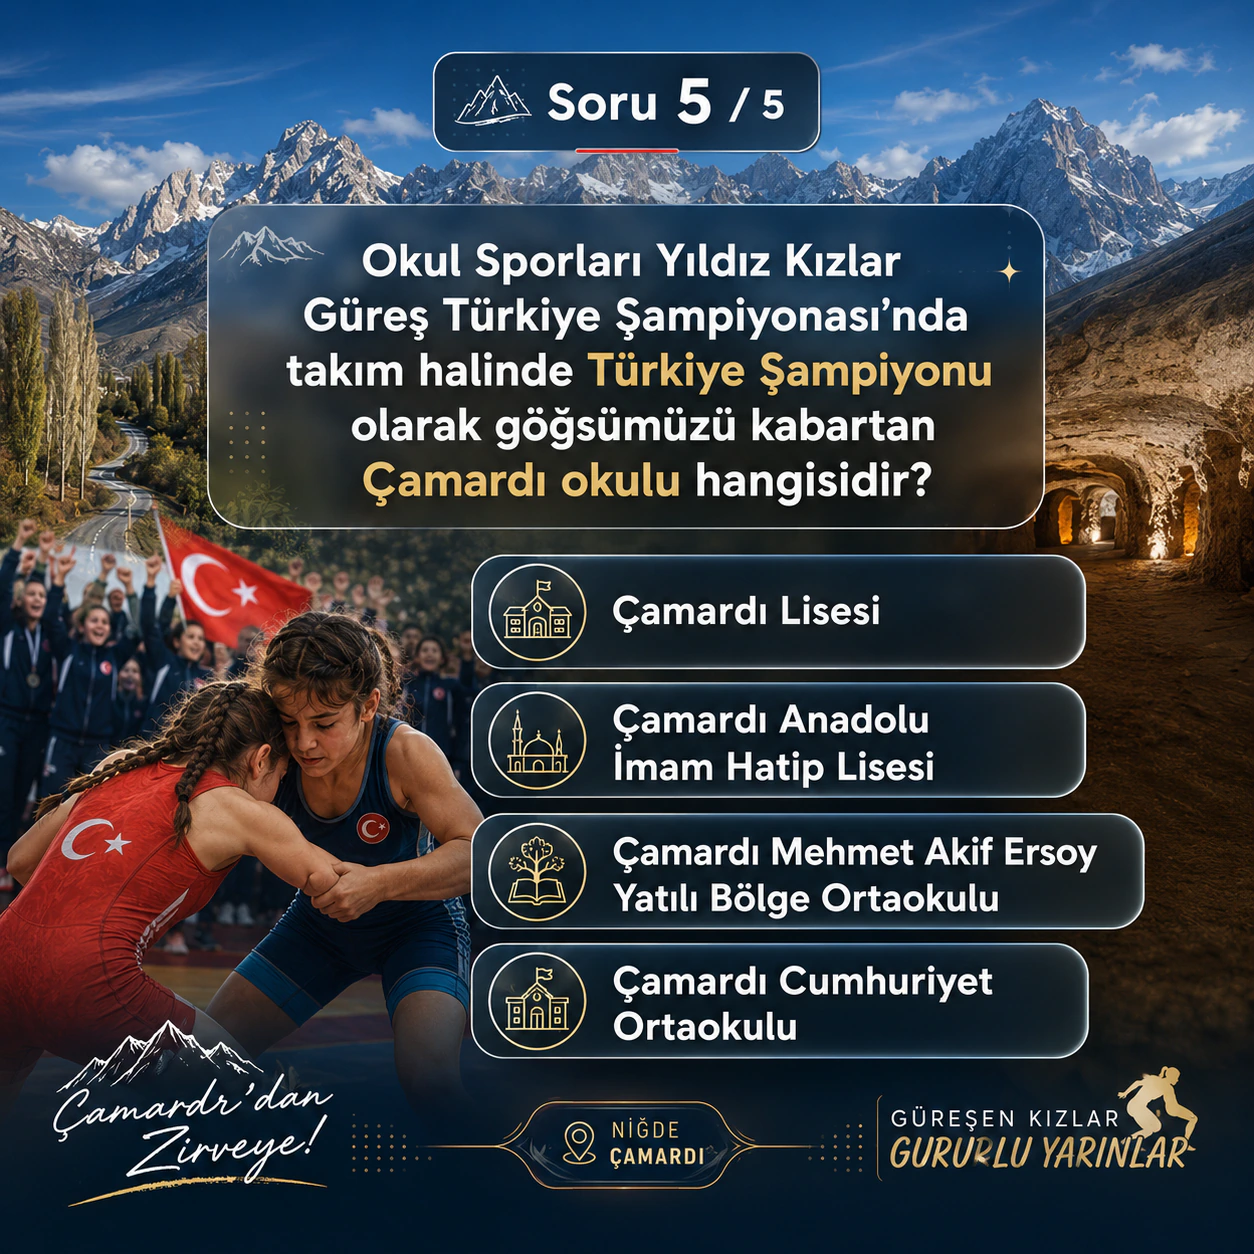 Soru 5 / 5
Okul Sporları Yıldız Kızlar
Güreş Türkiye Şampiyonası'nda
takım halinde Türkiye Şampiyonu
olarak göğsümüzü kabartan
Çamardı okulu hangisidir?
Çamardı Lisesi
Çamardı Anadolu
İmam Hatip Lisesi
Çamardı Mehmet Akif Ersoy
Yatılı Bölge Ortaokulu
Çamardı Cumhuriyet
Ortaokulu
Çamardı'dan
Zirveye!
NİĞDE
ÇAMARDI
GÜREŞEN KIZLAR
GURURLU YARINLAR